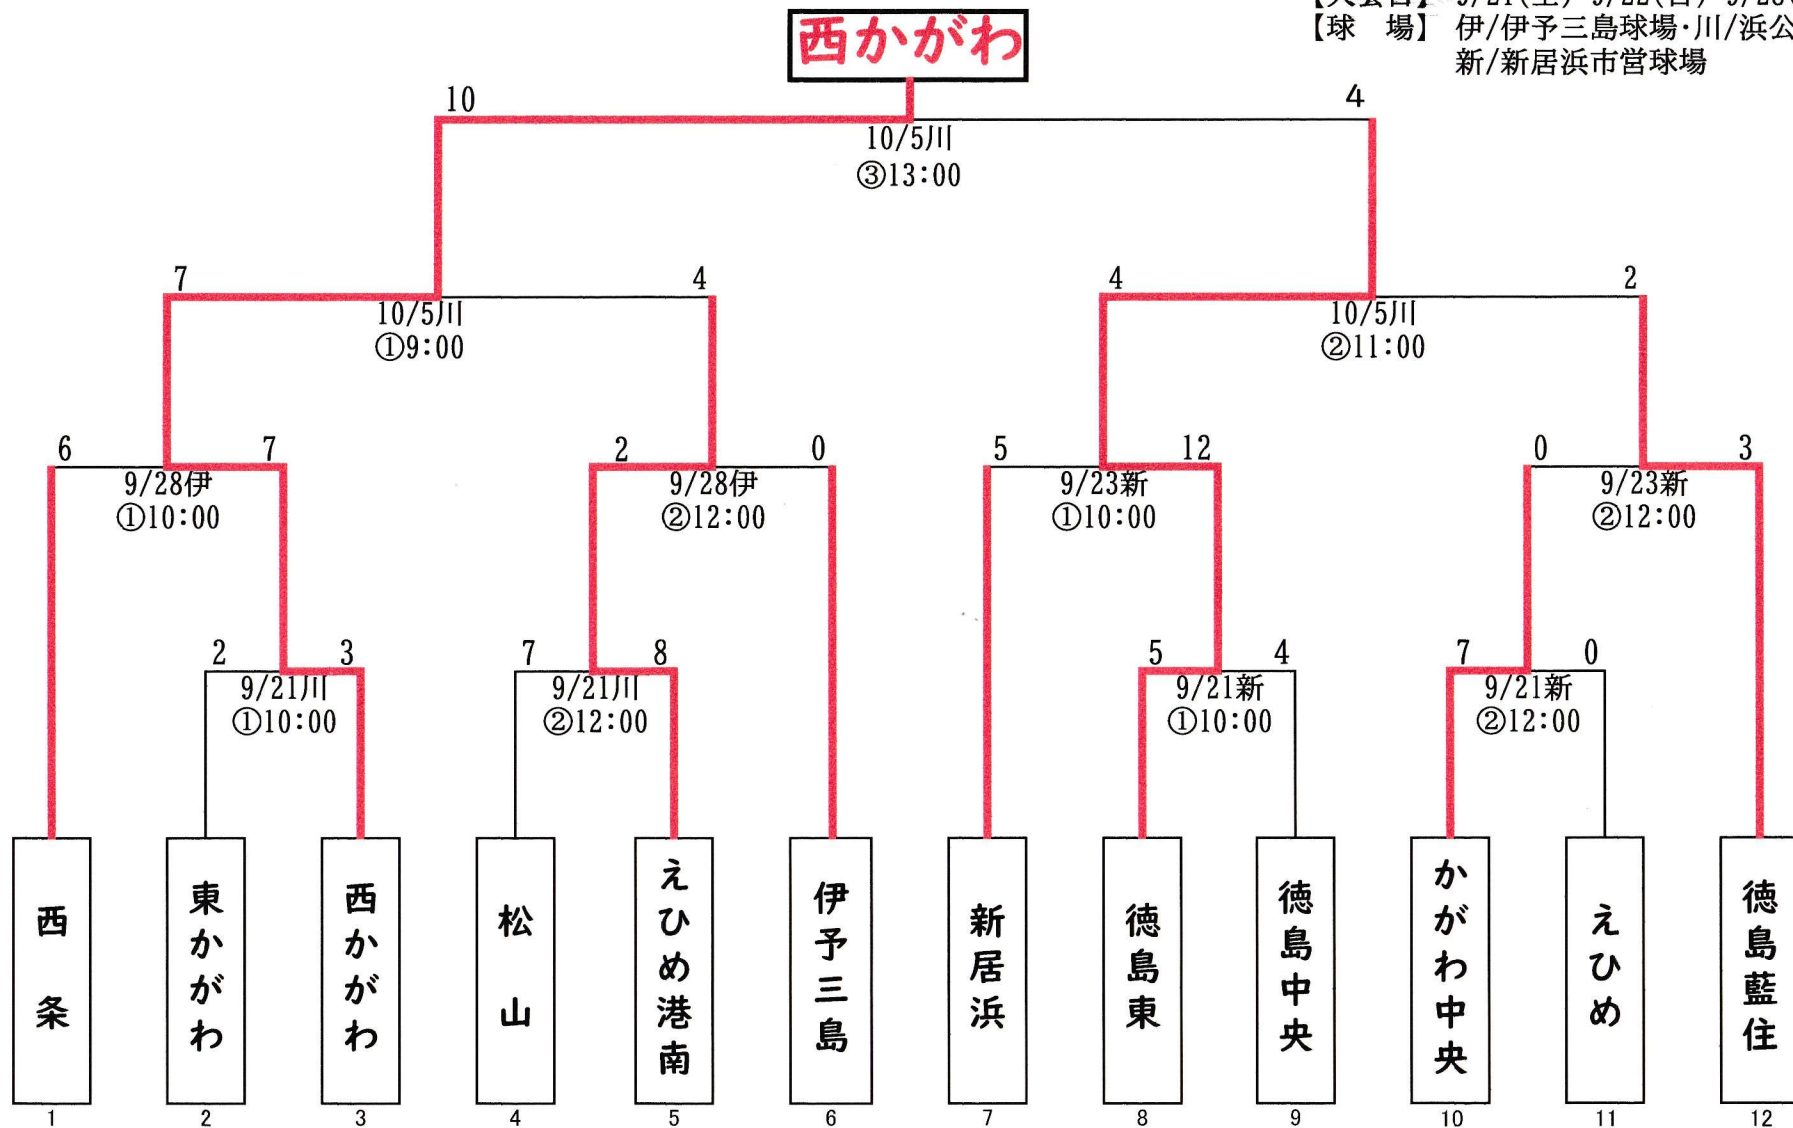 西かがわ
【球　場】 伊/伊予三島球場・川/浜公
新/新居浜市営球場
10 4
10/5川
③13:00
7 4 4 2
10/5川 10/5川
①9:00 ②11:00
6 7 2 0 5 12 0 3
9/28伊 9/28伊 9/23新 9/23新
①10:00 ②12:00 ①10:00 ②12:00
2 3 7 8 5 4 7 0
9/21川 9/21川 9/21新 9/21新
①10:00 ②12:00 ①10:00 ②12:00
西条
東かがわ
西かがわ
松山
えひめ港南
伊予三島
新居浜
徳島東
徳島中央
かがわ中央
えひめ
徳島藍住
1 2 3 4 5 6 7 8 9 10 11 12